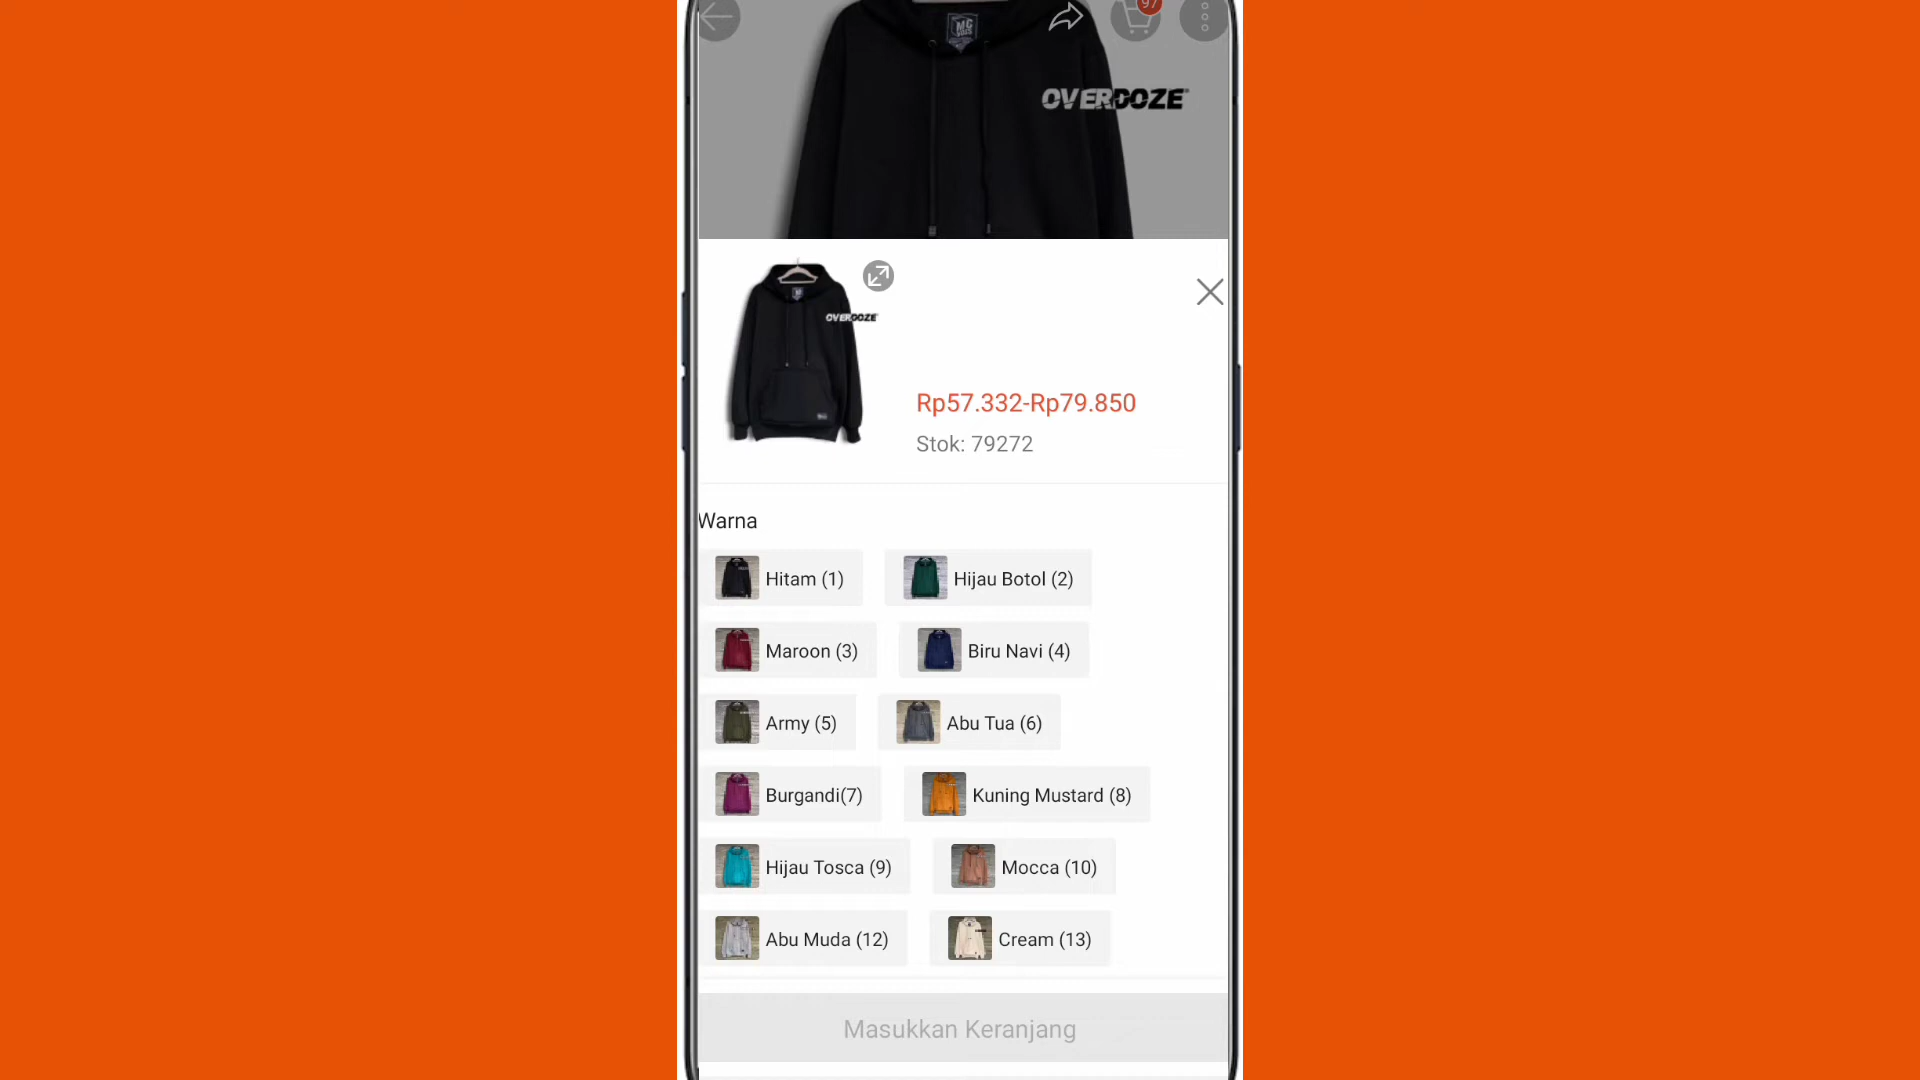 97
MC
OVERDOZE
OVERDOZE
Rp57.332-Rp79.850
Stok: 79272
Warna
Hitam (1)
Hijau Botol (2)
Maroon (3)
Biru Navi (4)
Army (5)
Abu Tua (6)
Burgandi(7)
Kuning Mustard (8)
Hijau Tosca (9)
Mocca (10)
Abu Muda (12)
Cream (13)
Masukkan Keranjang